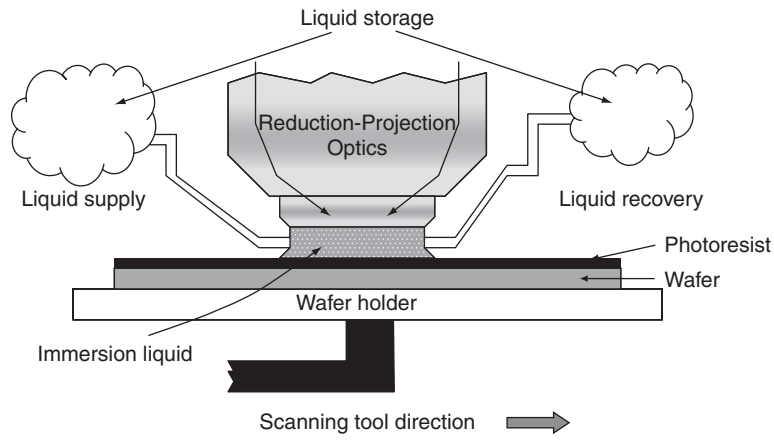 Liquid storage
Reduction-Projection
Optics
Liquid supply
Liquid recovery
Photoresist
Wafer
Wafer holder
Immersion liquid
Scanning tool direction